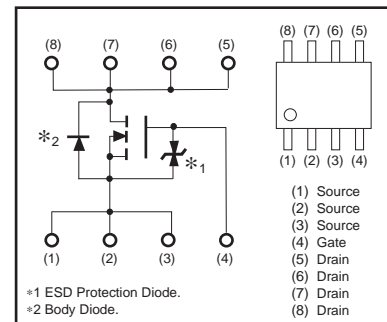 (8) (7) (6) (5)
∗2
∗1
(1) (2) (3) (4)
∗1 ESD Protection Diode.
∗2 Body Diode.
(8) (7) (6) (5)
(1) (2) (3) (4)
(1) Source
(2) Source
(3) Source
(4) Gate
(5) Drain
(6) Drain
(7) Drain
(8) Drain